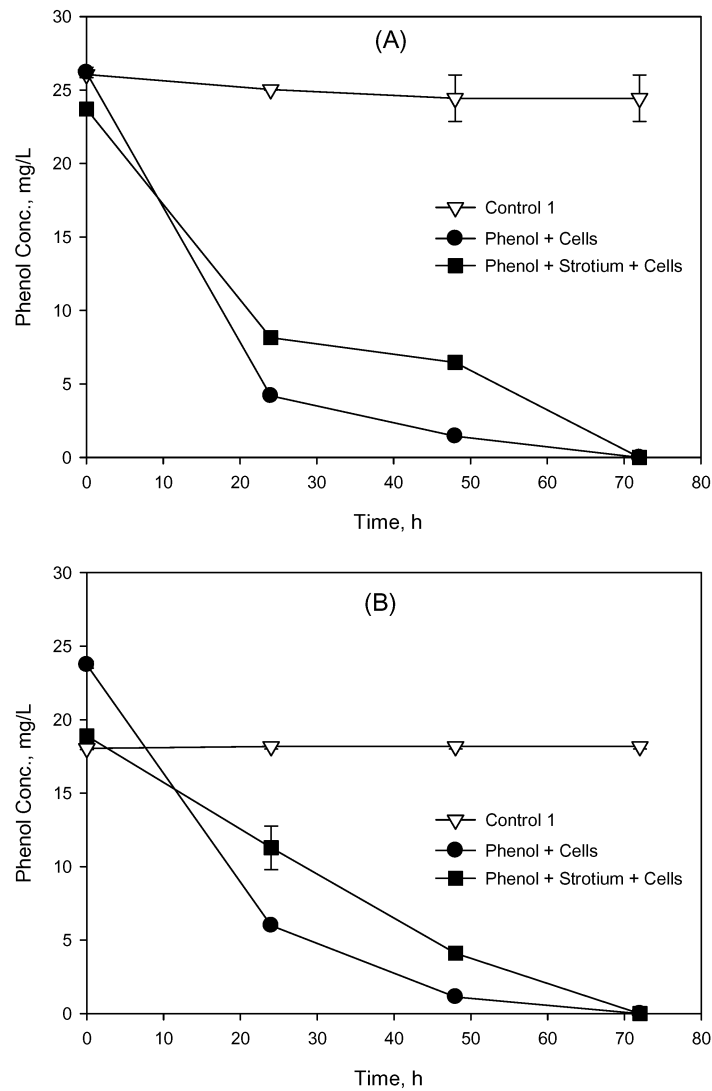 (A)
30
25
20
15
10
5
0
Phenol Conc., mg/L
Control 1
Phenol + Cells
Phenol + Strotium + Cells
0 10 20 30 40 50 60 70 80
Time, h
(B)
30
25
20
15
10
5
0
Phenol Conc., mg/L
Control 1
Phenol + Cells
Phenol + Strotium + Cells
0 10 20 30 40 50 60 70 80
Time, h